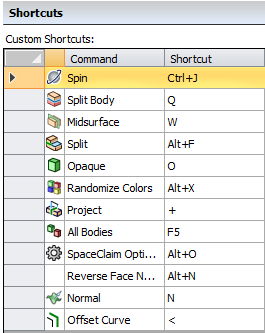 Shortcuts
Custom Shortcuts:
Command Shortcut
Spin Ctrl+J
Split Body Q
Midsurface W
Split Alt+F
Opaque O
Randomize Colors Alt+X
Project +
All Bodies F5
SpaceClaim Opti... Alt+O
Reverse Face N... Alt+N
Normal N
Offset Curve <